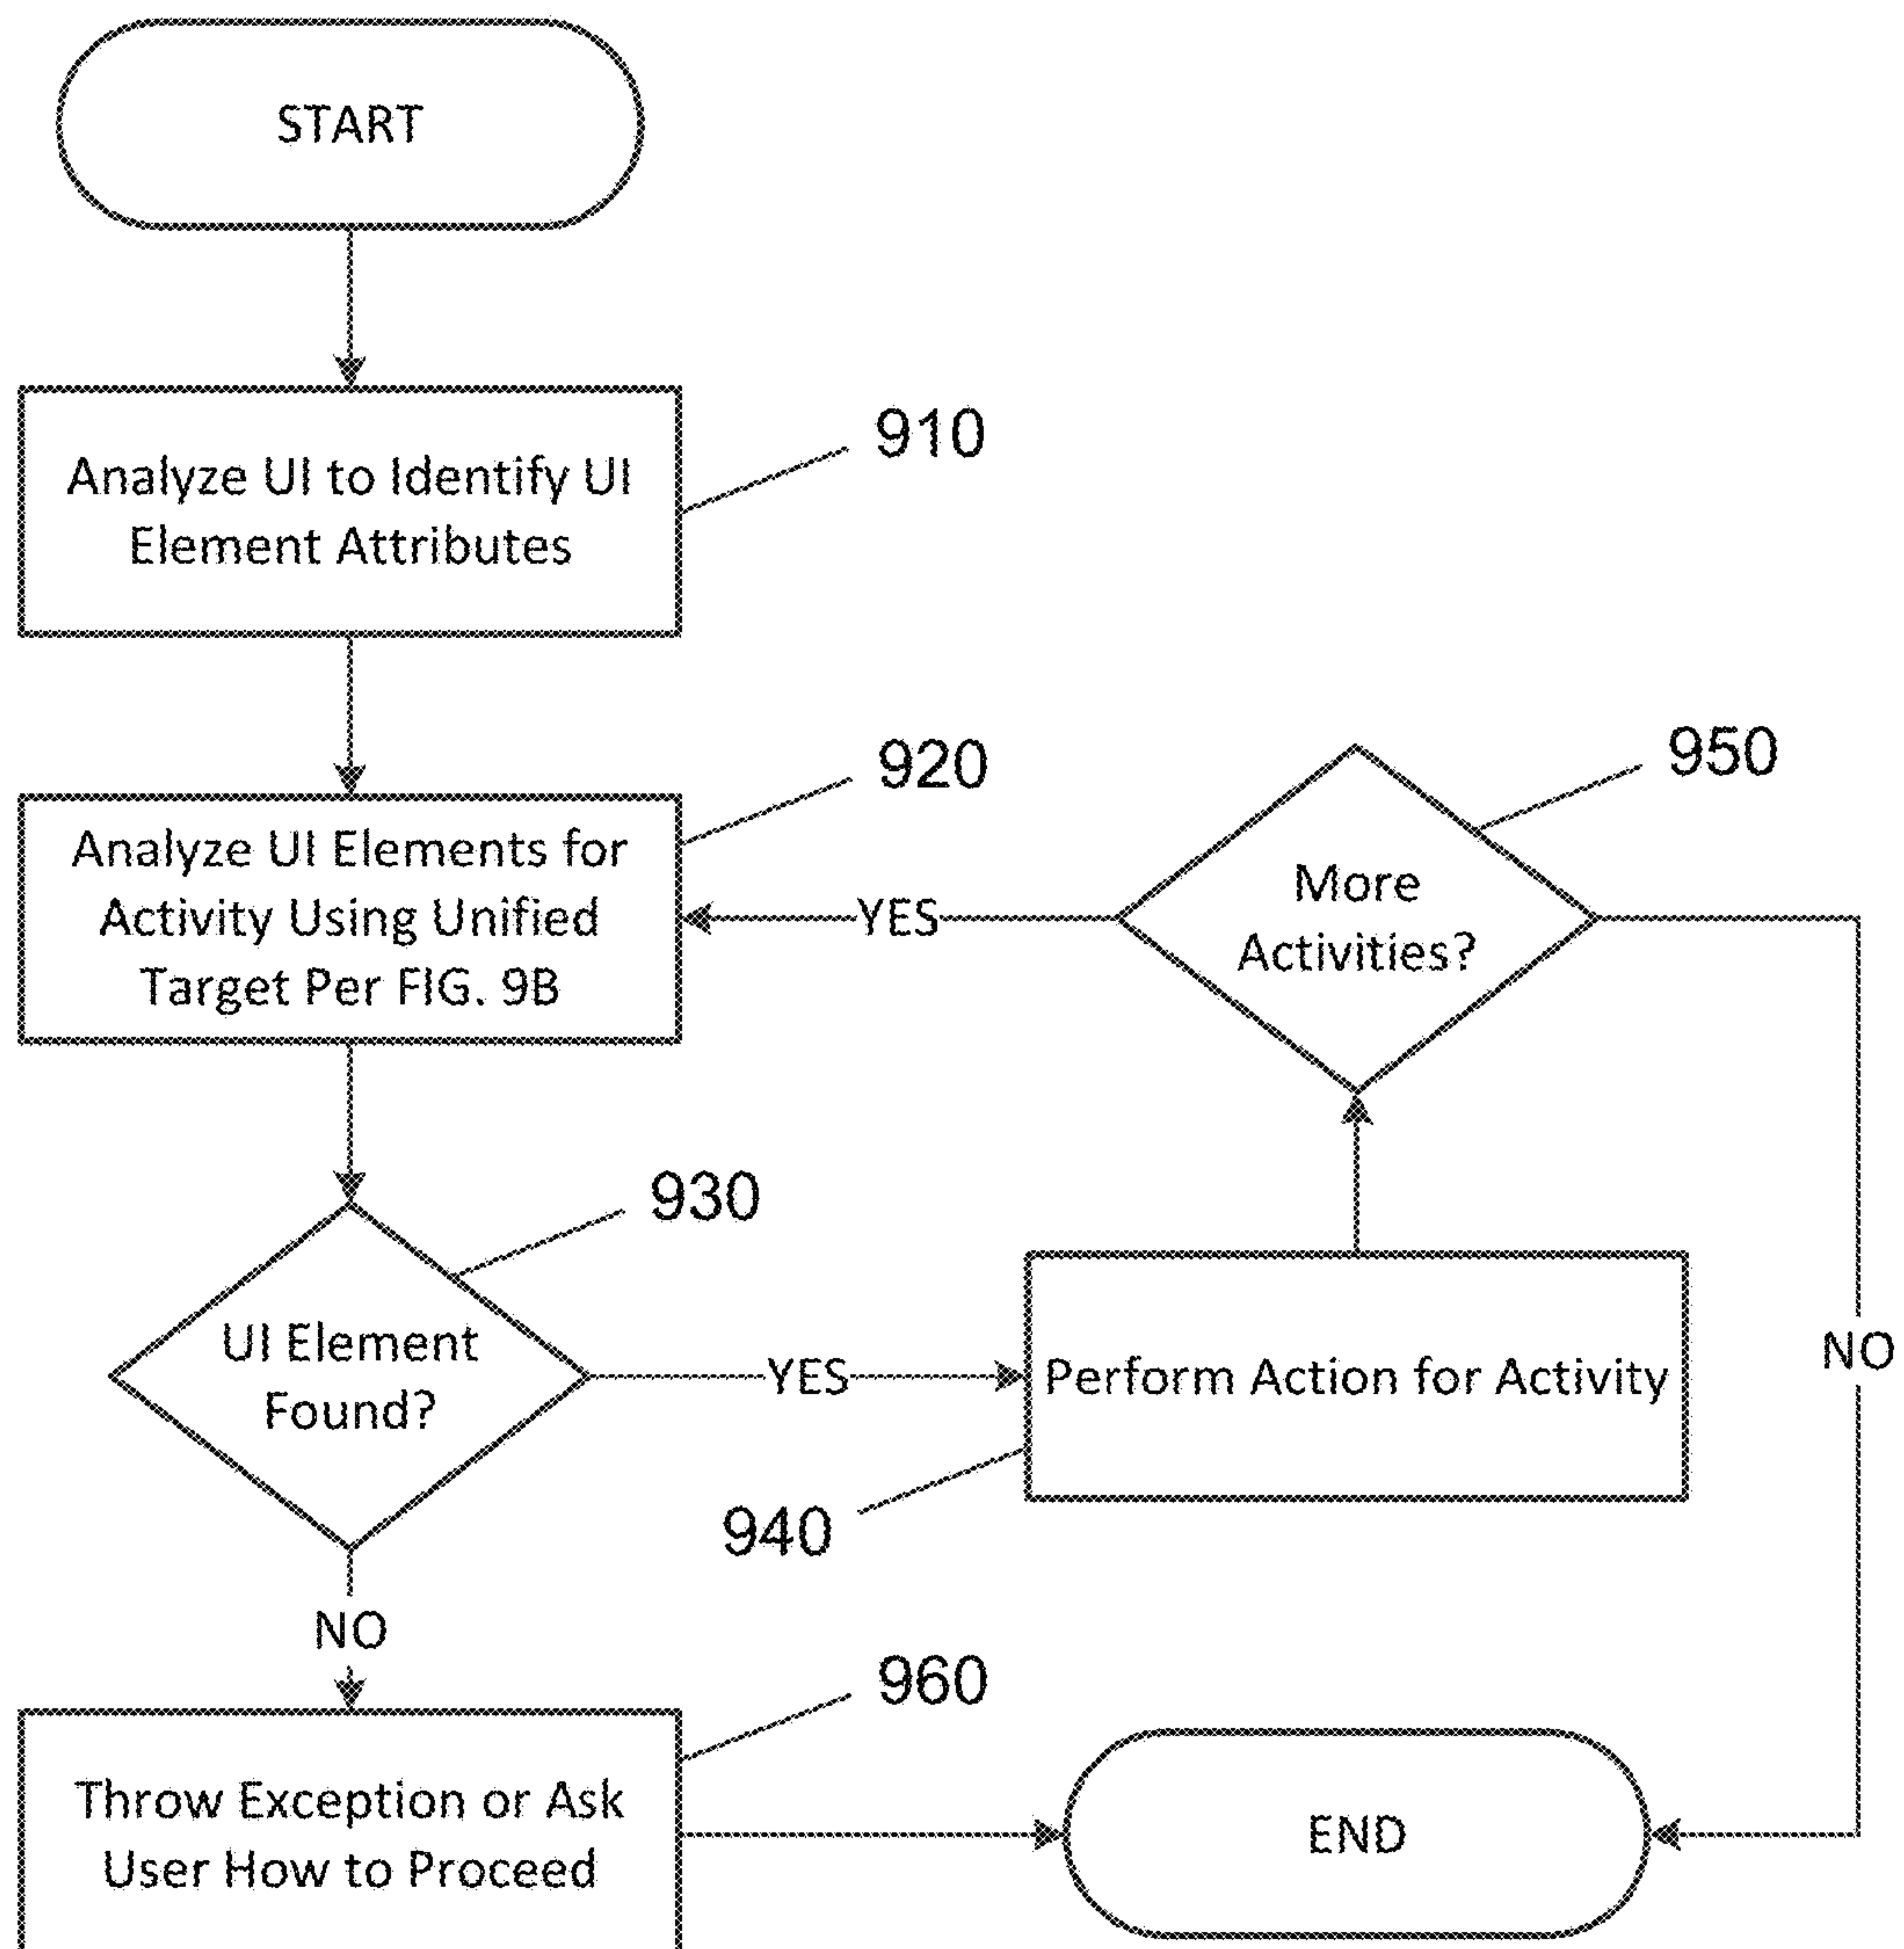 START
910
Analyze UI to Identify UI
Element Attributes
920
Analyze UI Elements for
Activity Using Unified
Target Per FIG. 9B
950
More
Activities?
YES
930
UI Element
Found?
YES
Perform Action for Activity
940
NO
NO
960
Throw Exception or Ask
User How to Proceed
END